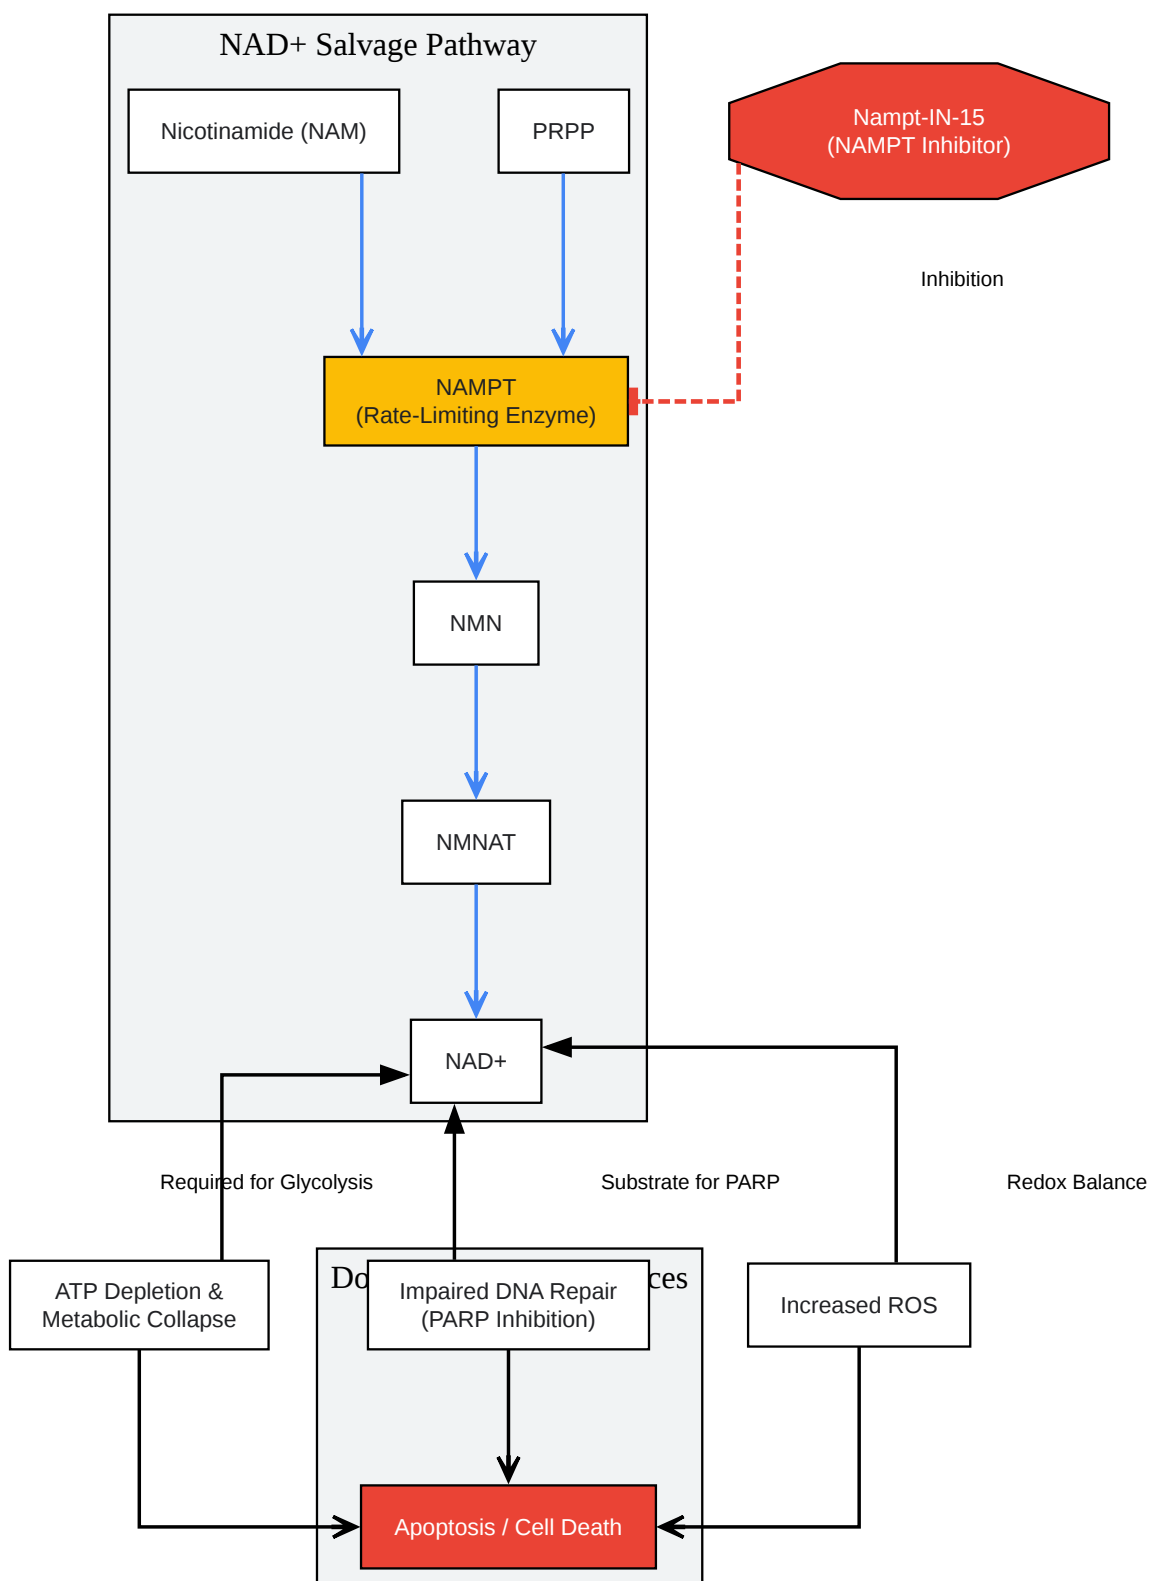 NAD+ Salvage Pathway
Nicotinamide (NAM)
PRPP
Nampt-IN-15
(NAMPT Inhibitor)
Inhibition
NAMPT
(Rate-Limiting Enzyme)
NMN
NMNAT
NAD+
Required for Glycolysis
Substrate for PARP
Redox Balance
ATP Depletion &
Metabolic Collapse
Impaired DNA Repair
(PARP Inhibition)
Increased ROS
Apoptosis / Cell Death